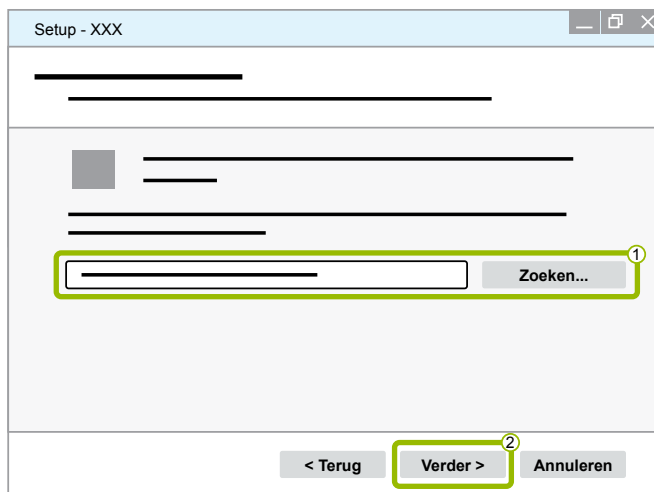 Setup - XXX
1
Zoeken...
2
< Terug
Verder >
Annuleren